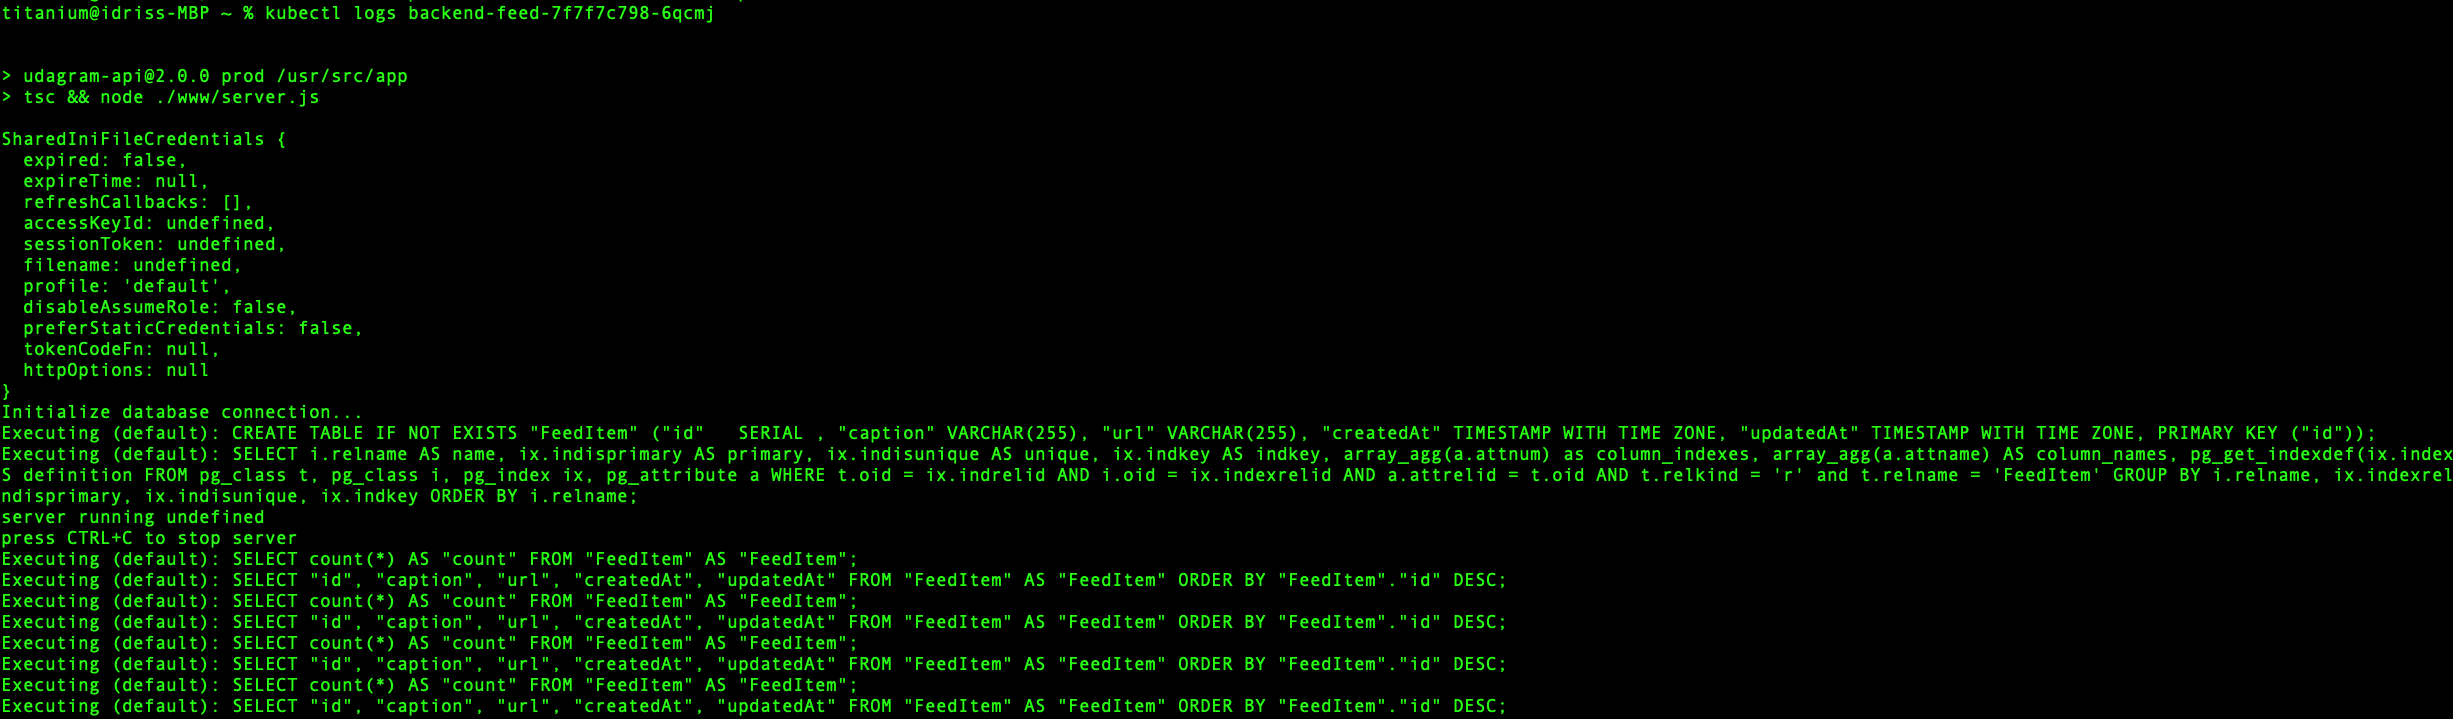 titanium@idriss-MBP ~ % kubectl logs backend-feed-7f7f7c798-6qcmj
> udagram-api@2.0.0 prod /usr/src/app
> tsc && node ./www/server.js
SharedIniFileCredentials {
  expired: false,
  expireTime: null,
  refreshCallbacks: [],
  accessKeyId: undefined,
  sessionToken: undefined,
  filename: undefined,
  profile: 'default',
  disableAssumeRole: false,
  preferStaticCredentials: false,
  tokenCodeFn: null,
  httpOptions: null
}
Initialize database connection...
Executing (default): CREATE TABLE IF NOT EXISTS "FeedItem" ("id"   SERIAL , "caption" VARCHAR(255), "url" VARCHAR(255), "createdAt" TIMESTAMP WITH TIME ZONE, "updatedAt" TIMESTAMP WITH TIME ZONE, PRIMARY KEY ("id"));
Executing (default): SELECT i.relname AS name, ix.indisprimary AS primary, ix.indisunique AS unique, ix.indkey AS indkey, array_agg(a.attnum) as column_indexes, array_agg(a.attname) AS column_names, pg_get_indexdef(ix.index
S definition FROM pg_class t, pg_class i, pg_index ix, pg_attribute a WHERE t.oid = ix.indrelid AND i.oid = ix.indexrelid AND a.attrelid = t.oid AND t.relkind = 'r' and t.relname = 'FeedItem' GROUP BY i.relname, ix.indexrel
ndisprimary, ix.indisunique, ix.indkey ORDER BY i.relname;
server running undefined
press CTRL+C to stop server
Executing (default): SELECT count(*) AS "count" FROM "FeedItem" AS "FeedItem";
Executing (default): SELECT "id", "caption", "url", "createdAt", "updatedAt" FROM "FeedItem" AS "FeedItem" ORDER BY "FeedItem"."id" DESC;
Executing (default): SELECT count(*) AS "count" FROM "FeedItem" AS "FeedItem";
Executing (default): SELECT "id", "caption", "url", "createdAt", "updatedAt" FROM "FeedItem" AS "FeedItem" ORDER BY "FeedItem"."id" DESC;
Executing (default): SELECT count(*) AS "count" FROM "FeedItem" AS "FeedItem";
Executing (default): SELECT "id", "caption", "url", "createdAt", "updatedAt" FROM "FeedItem" AS "FeedItem" ORDER BY "FeedItem"."id" DESC;
Executing (default): SELECT count(*) AS "count" FROM "FeedItem" AS "FeedItem";
Executing (default): SELECT "id", "caption", "url", "createdAt", "updatedAt" FROM "FeedItem" AS "FeedItem" ORDER BY "FeedItem"."id" DESC;